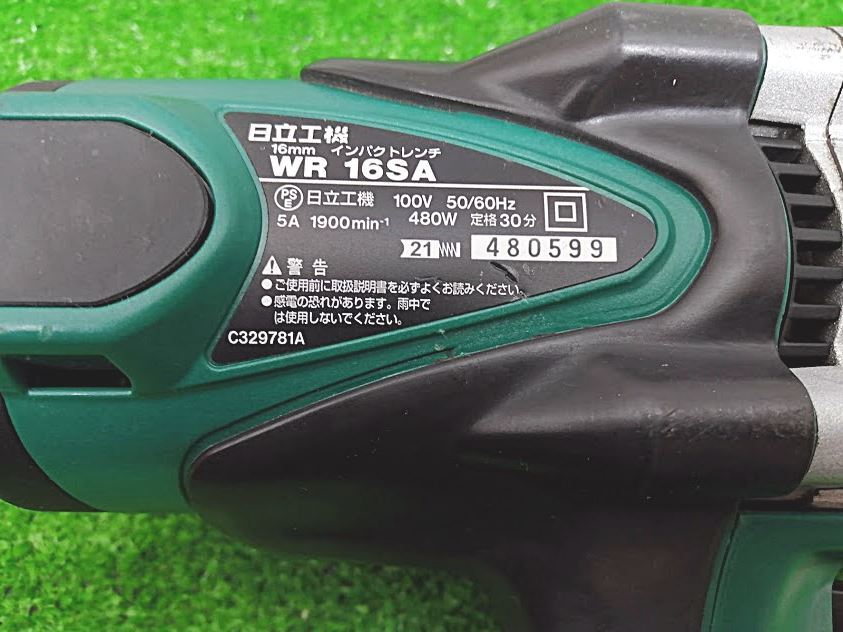 日立工機
16mm インパクトレンチ
WR 16SA
PSE 日立工機 100V 50/60Hz
5A 1900min⁻¹ 480W 定格30分
21 480599
警告
●ご使用前に取扱説明書を必ずよくお読みください。
●感電の恐れがあります。雨中で
は使用しないでください。
C329781A